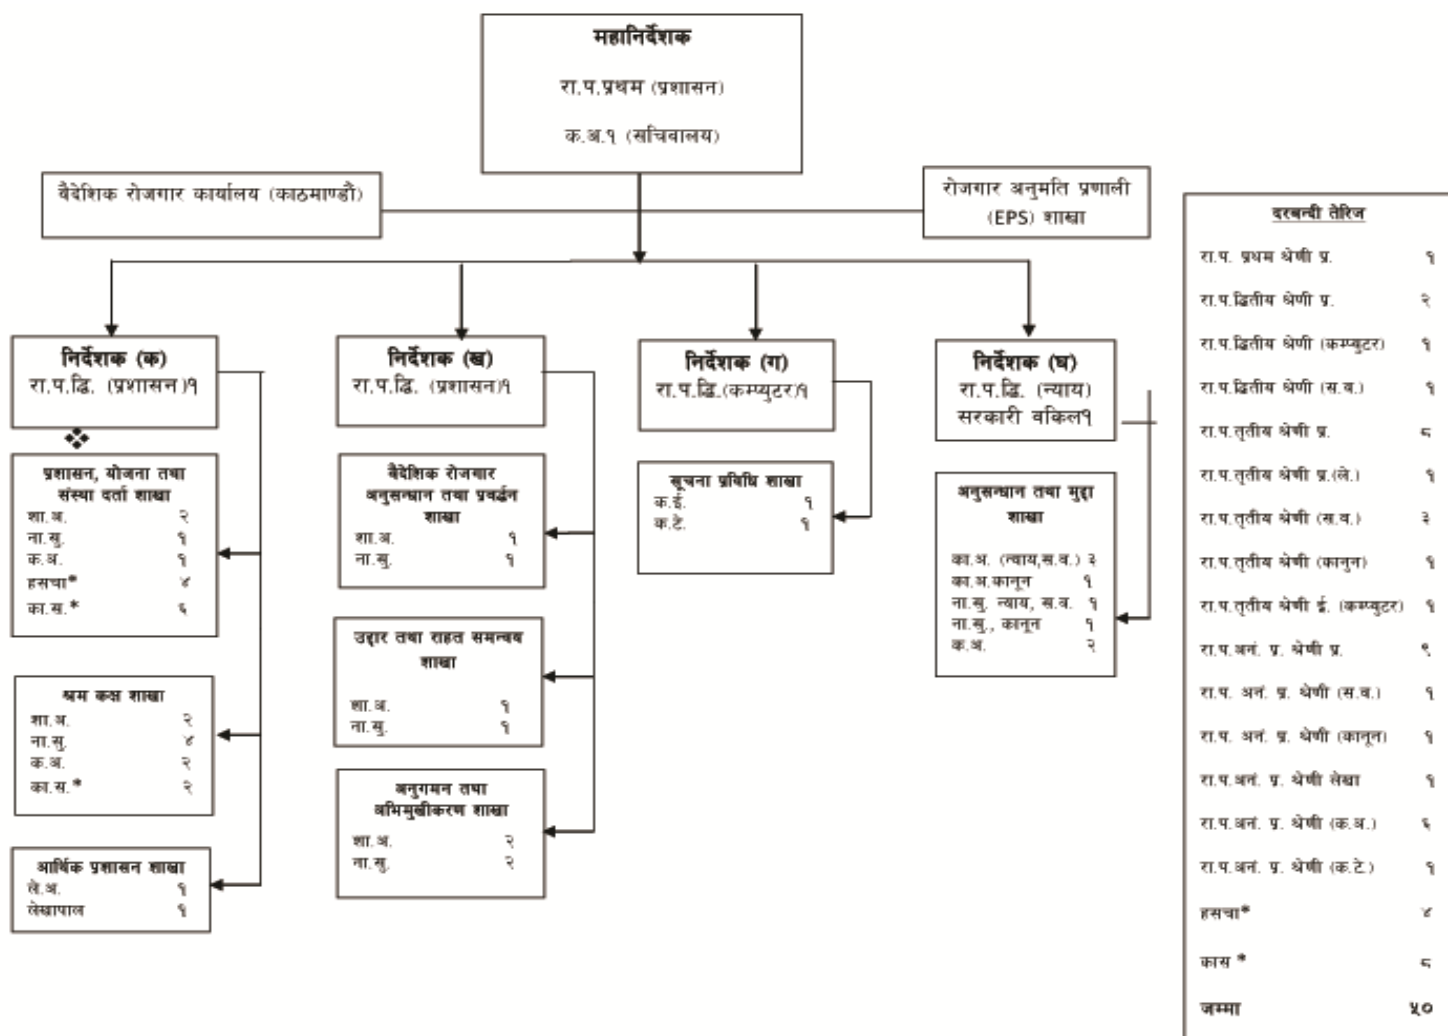 महानिर्देशक
रा.प.प्रथम (प्रशासन)
क.अ.१ (सचिवालय)
वैदेशिक रोजगार कार्यालय (काठमाण्डौं)
रोजगार अनुमति प्रणाली
(EPS) शाखा
निर्देशक (क)
रा.प.द्वि. (प्रशासन)१
प्रशासन, योजना तथा
संस्था दर्ता शाखा
शा.अ. २
ना.सु. १
क.अ. १
हसचा* ४
का.स.* ६
श्रम कक्ष शाखा
शा.अ. २
ना.सु. ४
क.अ. २
का.स.* २
आर्थिक प्रशासन शाखा
ले.अ. १
लेखापाल १
निर्देशक (ख)
रा.प.द्वि. (प्रशासन)१
वैदेशिक रोजगार
अनुसन्धान तथा प्रवर्द्धन
शाखा
शा.अ. १
ना.सु. १
उद्दार तथा राहत समन्वय
शाखा
शा.अ. १
ना.सु. १
अनुगमन तथा
अभिमुखीकरण शाखा
शा.अ. २
ना.सु. २
निर्देशक (ग)
रा.प.द्वि.(कम्प्युटर)१
सूचना प्रविधि शाखा
क.ई. १
क.टे. १
निर्देशक (घ)
रा.प.द्वि. (न्याय)
सरकारी वकिल१
अनुसन्धान तथा मुद्दा
शाखा
का.अ. (न्याय,स.व.) ३
का.अ.कानून १
ना.सु. न्याय, स.व. १
ना.सु., कानून १
क.अ. २
दरबन्दी तेरिज
रा.प. प्रथम श्रेणी प्र. १
रा.प.द्वितीय श्रेणी प्र. २
रा.प.द्वितीय श्रेणी (कम्प्युटर) १
रा.प.द्वितीय श्रेणी (स.व.) १
रा.प.तृतीय श्रेणी प्र. ८
रा.प.तृतीय श्रेणी प्र.(ले.) १
रा.प.तृतीय श्रेणी (स.व.) ३
रा.प.तृतीय श्रेणी (कानुन) १
रा.प.तृतीय श्रेणी ई. (कम्प्युटर) १
रा.प.अनं. प्र. श्रेणी प्र. ९
रा.प. अनं. प्र. श्रेणी (स.व.) १
रा.प. अनं. प्र. श्रेणी (कानून) १
रा.प.अनं. प्र. श्रेणी लेखा १
रा.प.अनं. प्र. श्रेणी (क.अ.) ६
रा.प.अनं. प्र. श्रेणी (क.टे.) १
हसचा* ४
कास * ८
जम्मा ५०